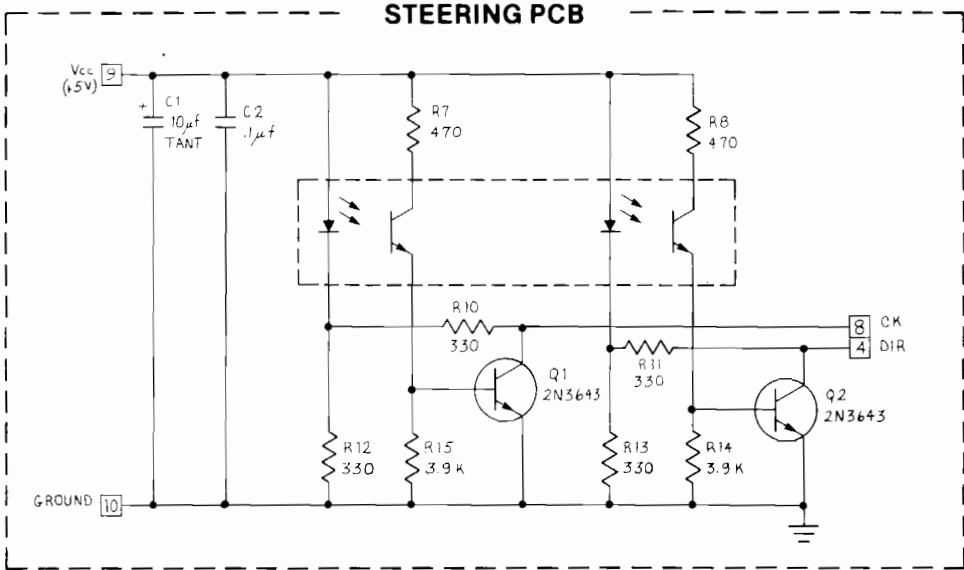 STEERING PCB
Vcc
(+5V)
9
+
C1
10µf
TANT
C2
.1µf
R7
470
R8
470
R10
330
8
CK
4
DIR
R11
330
Q1
2N3643
Q2
2N3643
R12
330
R15
3.9K
R13
330
R14
3.9K
GROUND
10